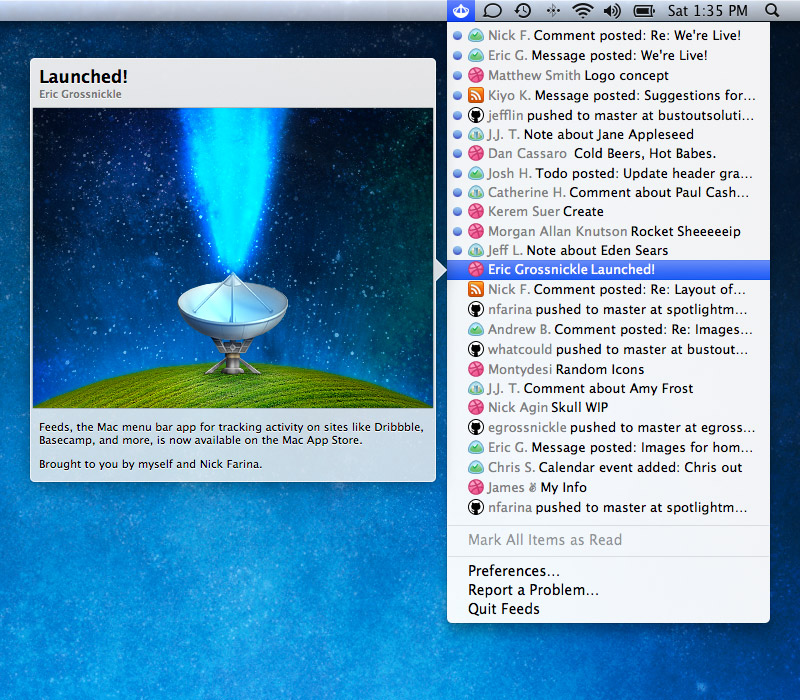 Sat 1:35 PM
Launched!
Eric Grossnickle
Feeds, the Mac menu bar app for tracking activity on sites like Dribbble,
Basecamp, and more, is now available on the Mac App Store.
Brought to you by myself and Nick Farina.
Nick F. Comment posted: Re: We're Live!
Eric G. Message posted: We're Live!
Matthew Smith Logo concept
Kiyo K. Message posted: Suggestions for...
jefflin pushed to master at bustoutsoluti...
J.J. T. Note about Jane Appleseed
Dan Cassaro Cold Beers, Hot Babes.
Josh H. Todo posted: Update header gra...
Catherine H. Comment about Paul Cash...
Kerem Suer Create
Morgan Allan Knutson Rocket Sheeeeeip
Jeff L. Note about Eden Sears
Eric Grossnickle Launched!
Nick F. Comment posted: Re: Layout of...
nfarina pushed to master at spotlightm...
Andrew B. Comment posted: Re: Images...
whatcould pushed to master at bustout...
Montydesi Random Icons
J.J. T. Comment about Amy Frost
Nick Agin Skull WIP
egrossnickle pushed to master at egross...
Eric G. Message posted: Images for hom...
Chris S. Calendar event added: Chris out
James ✌ My Info
nfarina pushed to master at spotlightm...
Mark All Items as Read
Preferences...
Report a Problem...
Quit Feeds